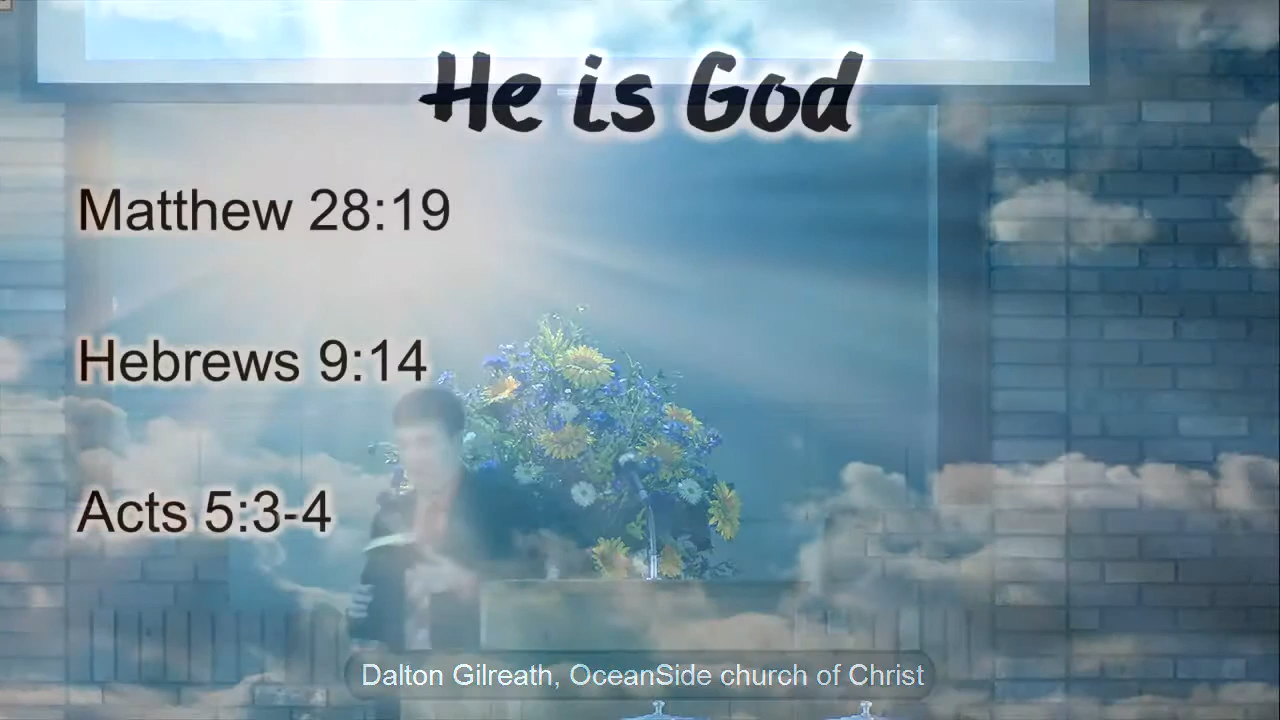 He is God
Matthew 28:19
Hebrews 9:14
Acts 5:3-4
Dalton Gilreath, OceanSide church of Christ